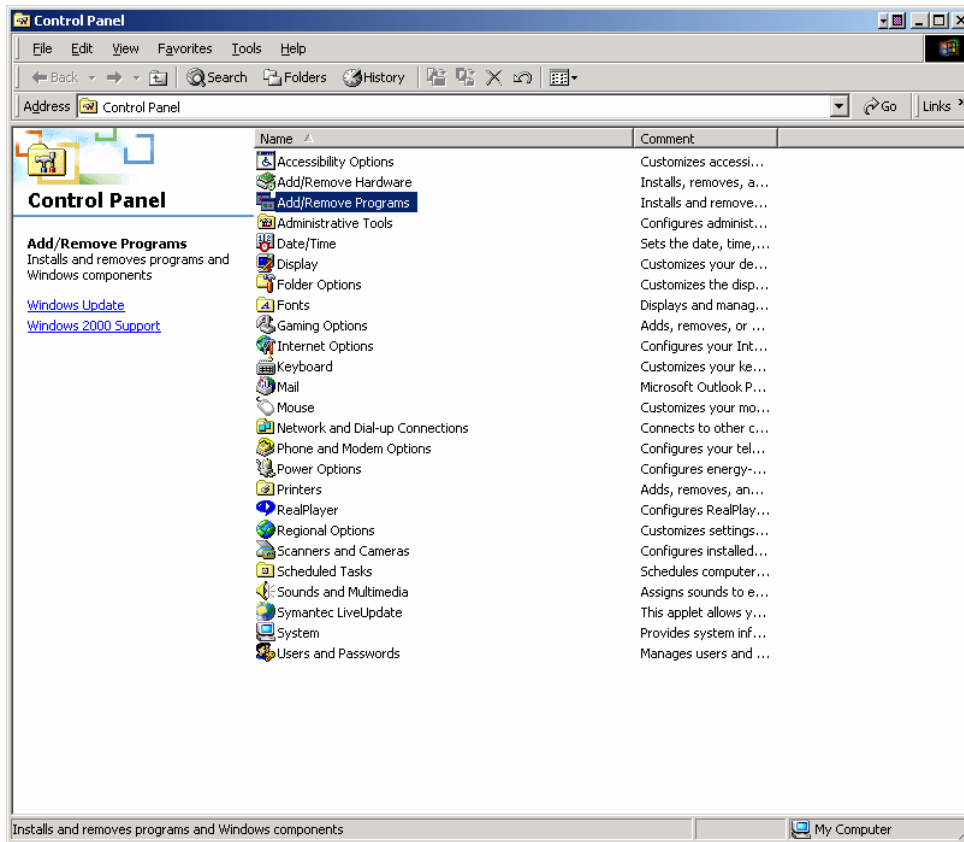 Control Panel
File Edit View Favorites Tools Help
Back Search Folders History
Address Control Panel Go Links »
Control Panel
Add/Remove Programs
Installs and removes programs and
Windows components
Windows Update
Windows 2000 Support
Name Comment
Accessibility Options Customizes accessi...
Add/Remove Hardware Installs, removes, a...
Add/Remove Programs Installs and remove...
Administrative Tools Configures administ...
Date/Time Sets the date, time,...
Display Customizes your de...
Folder Options Customizes the disp...
Fonts Displays and manag...
Gaming Options Adds, removes, or ...
Internet Options Configures your Int...
Keyboard Customizes your ke...
Mail Microsoft Outlook P...
Mouse Customizes your mo...
Network and Dial-up Connections Connects to other c...
Phone and Modem Options Configures your tel...
Power Options Configures energy-...
Printers Adds, removes, an...
RealPlayer Configures RealPlay...
Regional Options Customizes settings...
Scanners and Cameras Configures installed...
Scheduled Tasks Schedules computer...
Sounds and Multimedia Assigns sounds to e...
Symantec LiveUpdate This applet allows y...
System Provides system inf...
Users and Passwords Manages users and ...
Installs and removes programs and Windows components My Computer